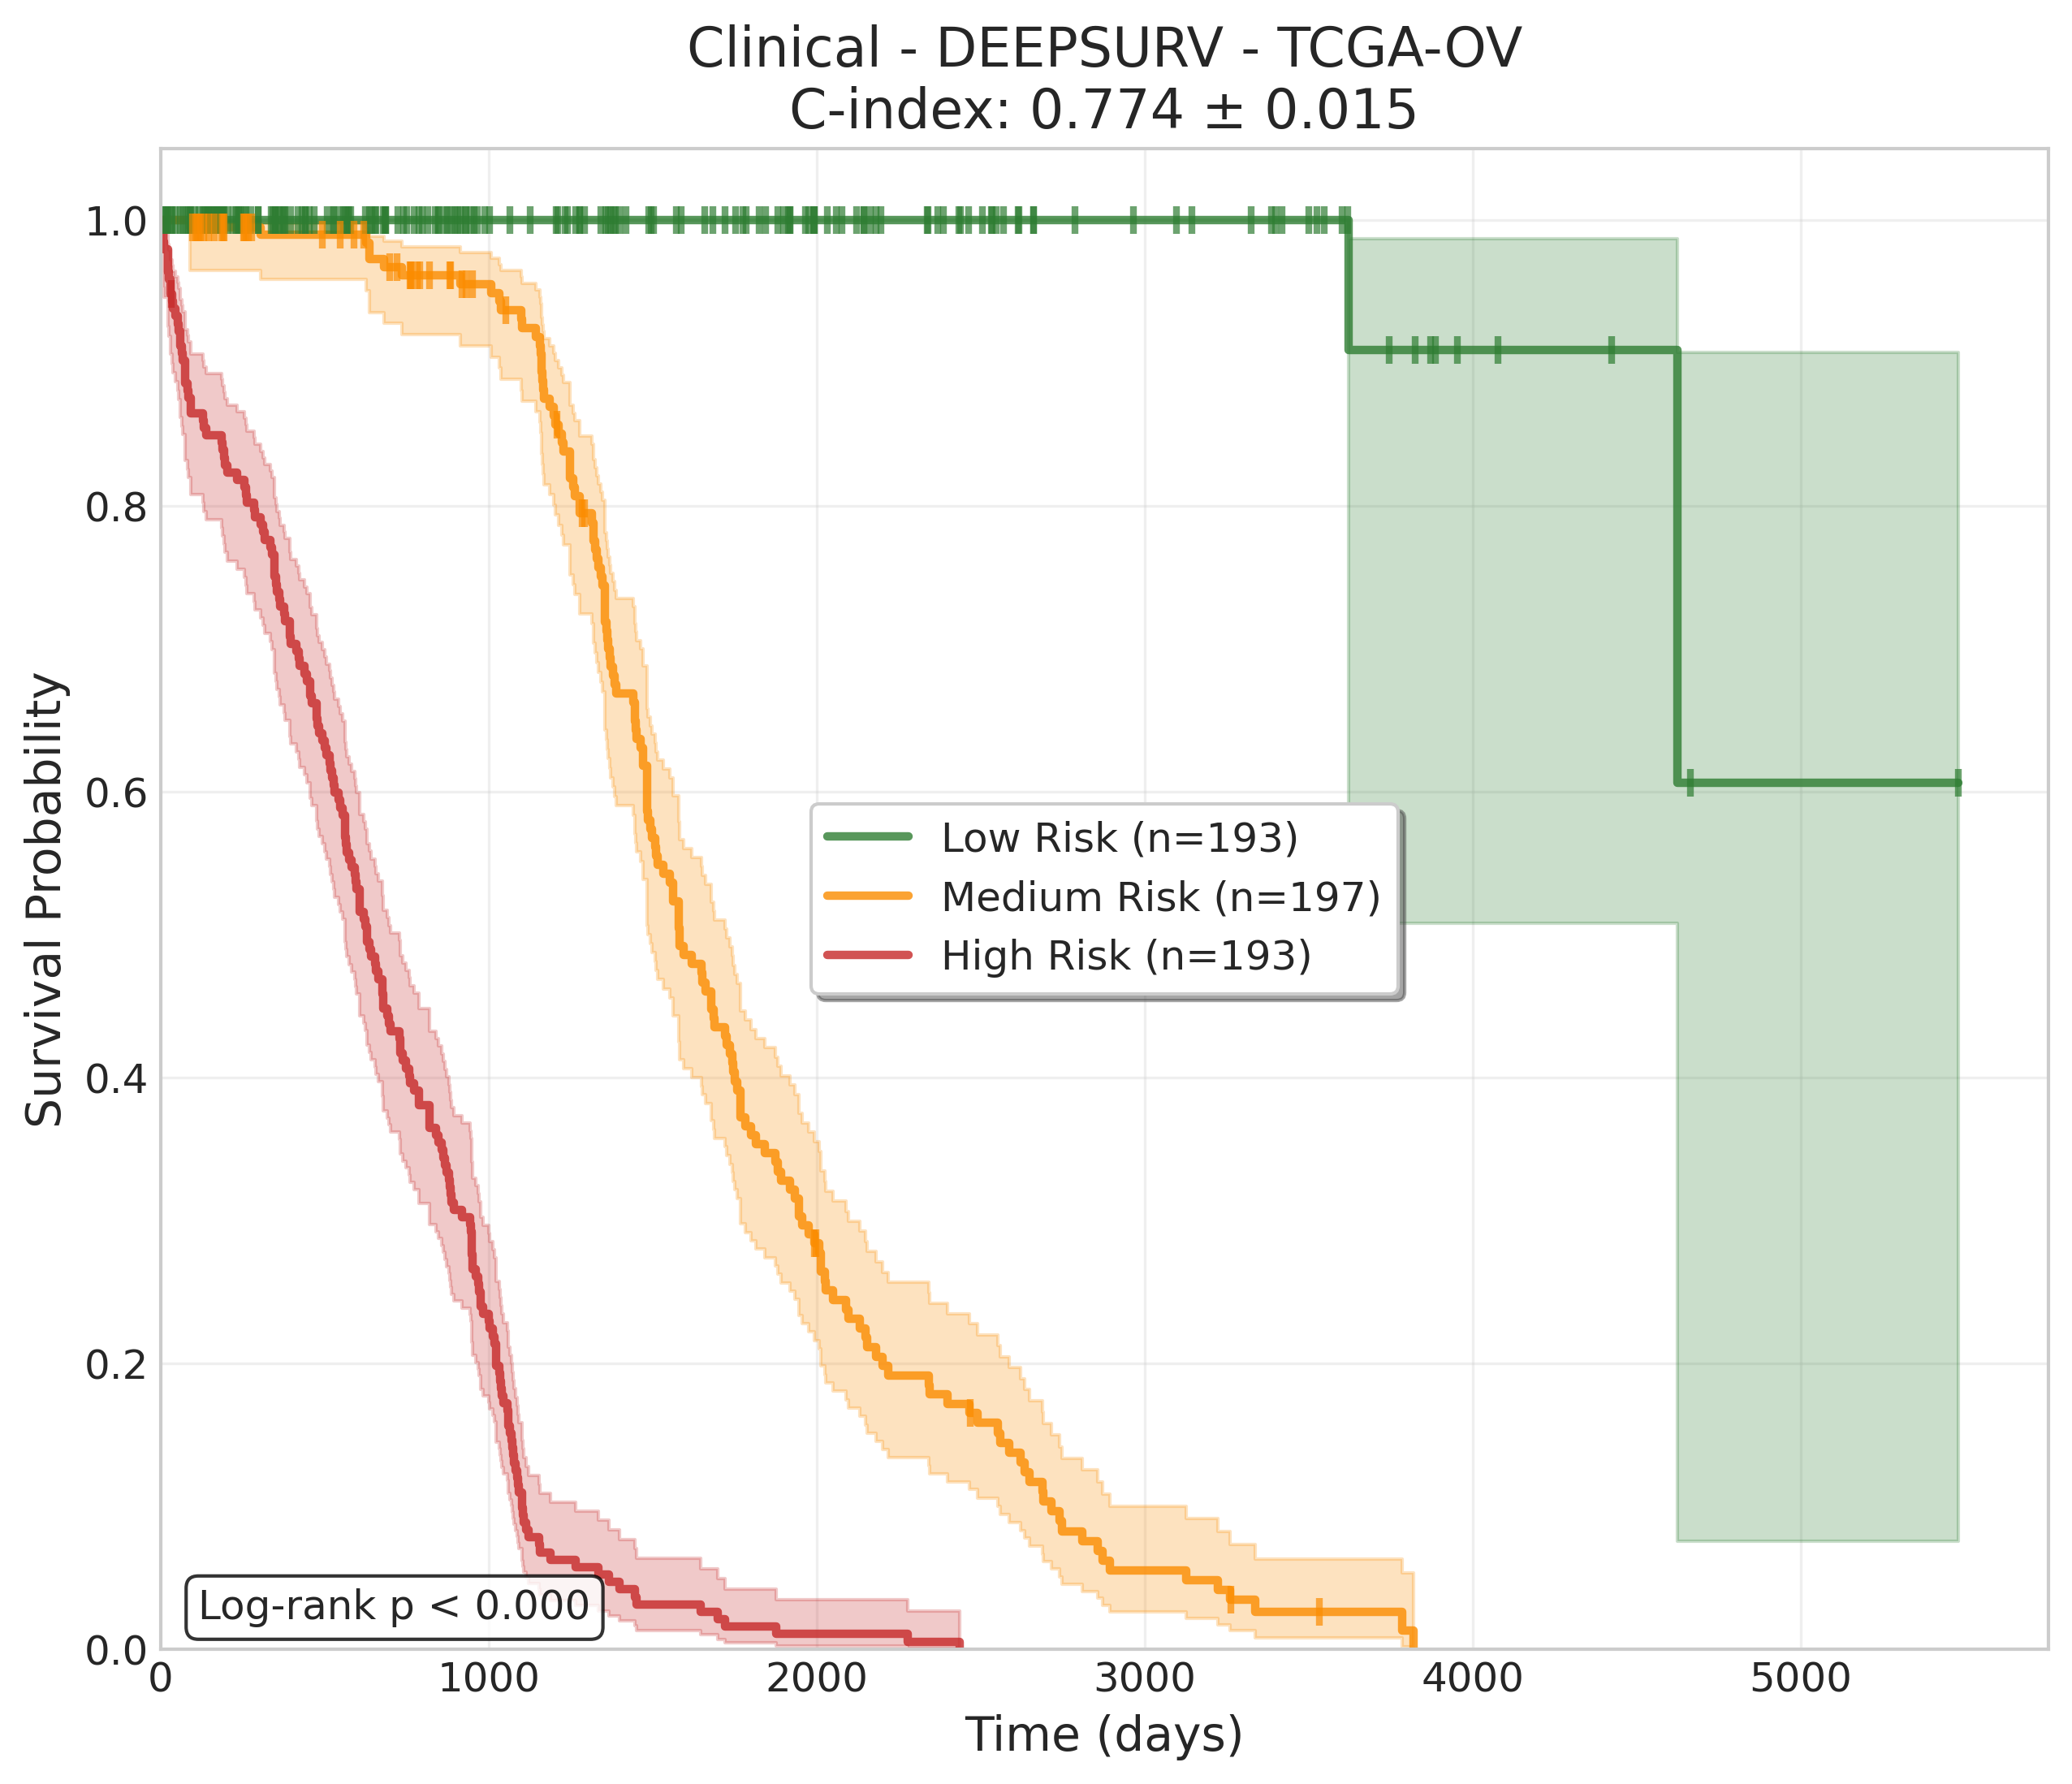 Clinical - DEEPSURV - TCGA-OV
C-index: 0.774 ± 0.015
Survival Probability
1.0
0.8
0.6
0.4
0.2
0.0
Low Risk (n=193)
Medium Risk (n=197)
High Risk (n=193)
Log-rank p < 0.000
0 1000 2000 3000 4000 5000
Time (days)